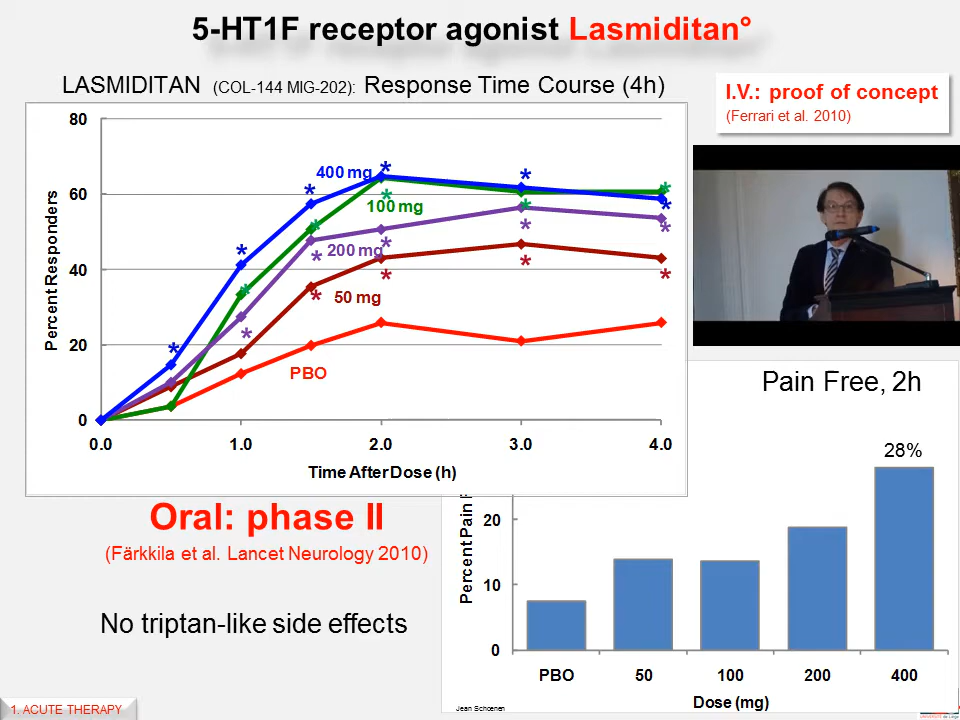 5-HT1F receptor agonist Lasmiditan°
LASMIDITAN (COL-144 MIG-202): Response Time Course (4h)
I.V.: proof of concept
(Ferrari et al. 2010)
Percent Responders
80
60
40
20
0
400 mg
100 mg
200 mg
50 mg
PBO
0.0 1.0 2.0 3.0 4.0
Time After Dose (h)
Pain Free, 2h
28%
Percent Pain
20
10
0
PBO 50 100 200 400
Dose (mg)
Oral: phase II
(Färkkila et al. Lancet Neurology 2010)
No triptan-like side effects
1. ACUTE THERAPY
Jean Schoenen